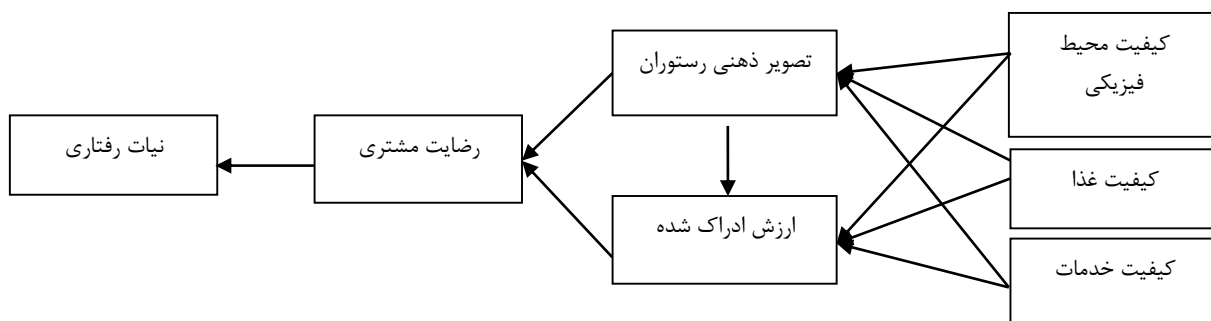 کیفیت محیط
فیزیکی
تصویر ذهنی رستوران
نیات رفتاری
رضایت مشتری
کیفیت غذا
ارزش ادراک شده
کیفیت خدمات